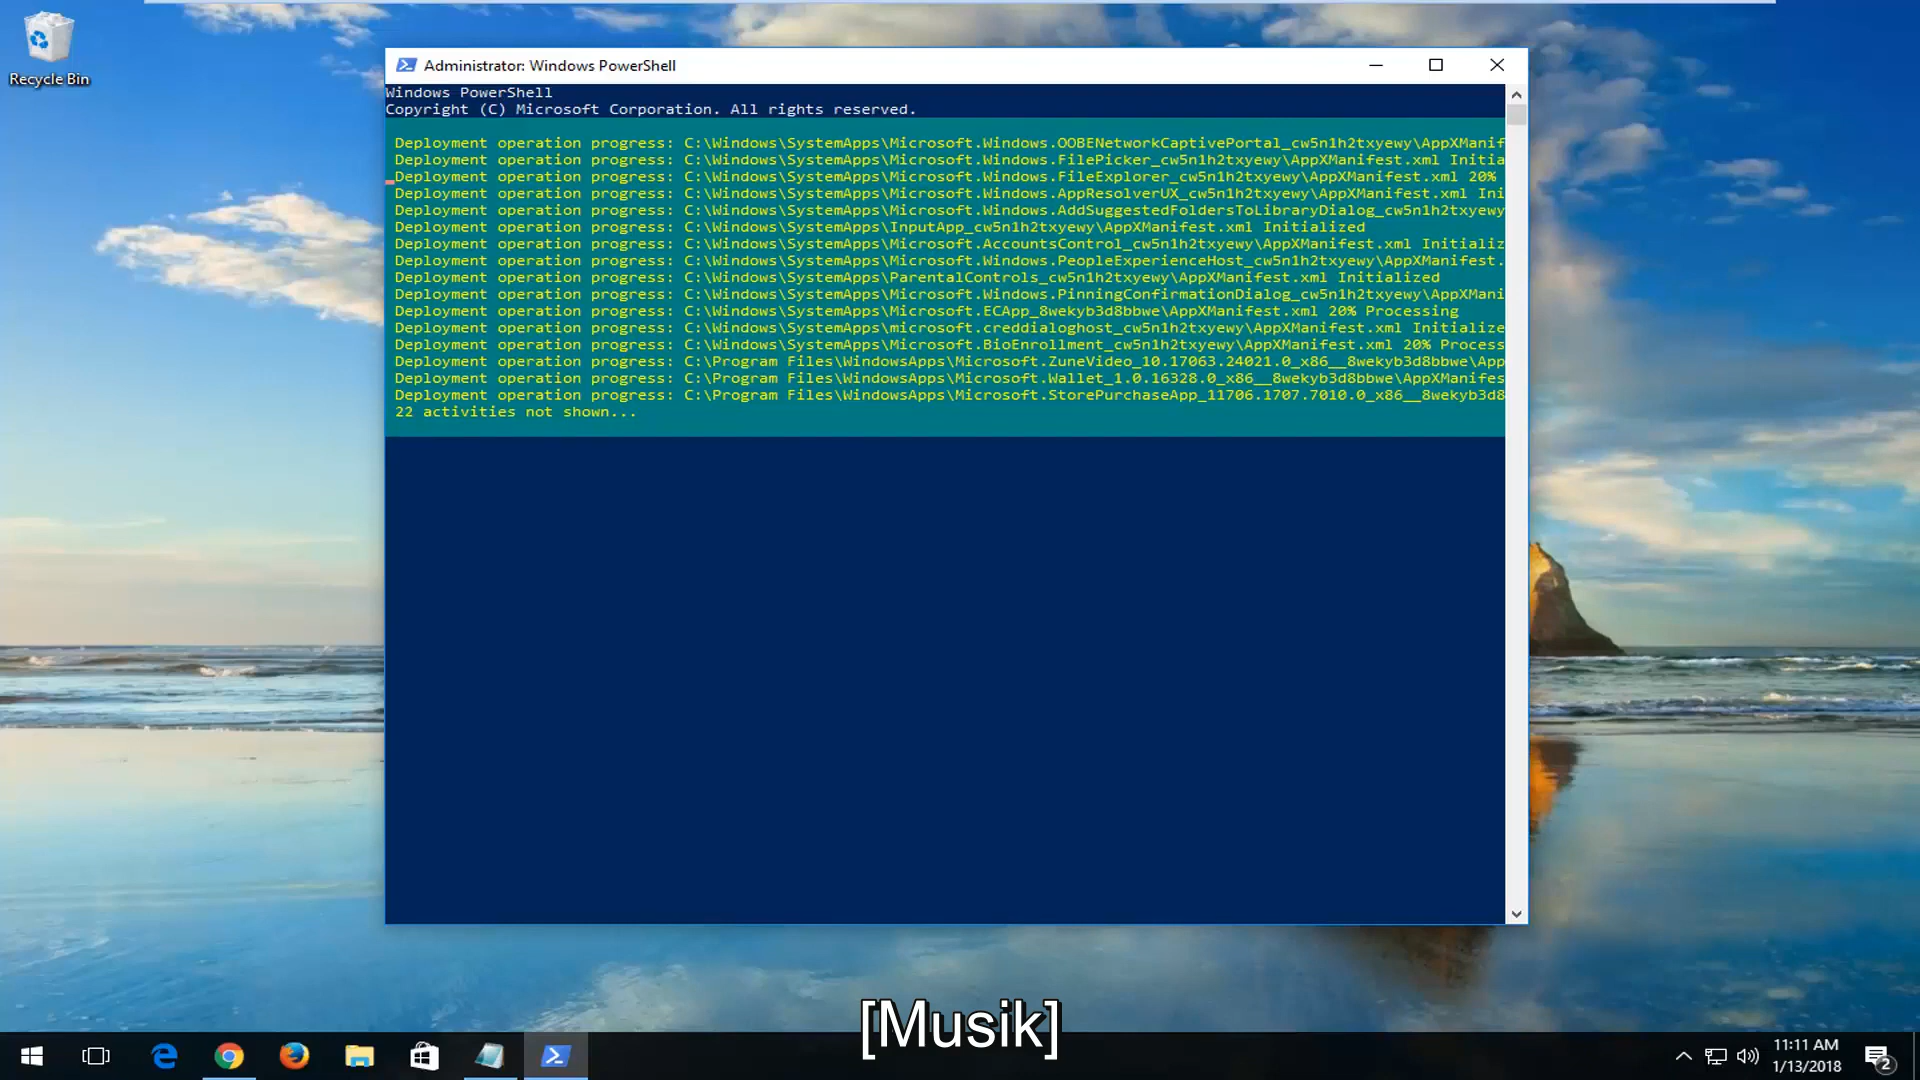 Recycle Bin
Administrator: Windows PowerShell
Windows PowerShell
Copyright (C) Microsoft Corporation. All rights reserved.
Deployment operation progress: C:\Windows\SystemApps\Microsoft.Windows.OOBENetworkCaptivePortal_cw5n1h2txyewy\AppXManif
Deployment operation progress: C:\Windows\SystemApps\Microsoft.Windows.FilePicker_cw5n1h2txyewy\AppXManifest.xml Initia
Deployment operation progress: C:\Windows\SystemApps\Microsoft.Windows.FileExplorer_cw5n1h2txyewy\AppXManifest.xml 20%
Deployment operation progress: C:\Windows\SystemApps\Microsoft.Windows.AppResolverUX_cw5n1h2txyewy\AppXManifest.xml Ini
Deployment operation progress: C:\Windows\SystemApps\Microsoft.Windows.AddSuggestedFoldersToLibraryDialog_cw5n1h2txyewy
Deployment operation progress: C:\Windows\SystemApps\InputApp_cw5n1h2txyewy\AppXManifest.xml Initialized
Deployment operation progress: C:\Windows\SystemApps\Microsoft.AccountsControl_cw5n1h2txyewy\AppXManifest.xml Initializ
Deployment operation progress: C:\Windows\SystemApps\Microsoft.Windows.PeopleExperienceHost_cw5n1h2txyewy\AppXManifest.
Deployment operation progress: C:\Windows\SystemApps\ParentalControls_cw5n1h2txyewy\AppXManifest.xml Initialized
Deployment operation progress: C:\Windows\SystemApps\Microsoft.Windows.PinningConfirmationDialog_cw5n1h2txyewy\AppXMani
Deployment operation progress: C:\Windows\SystemApps\Microsoft.ECApp_8wekyb3d8bbwe\AppXManifest.xml 20% Processing
Deployment operation progress: C:\Windows\SystemApps\microsoft.creddialoghost_cw5n1h2txyewy\AppXManifest.xml Initialize
Deployment operation progress: C:\Windows\SystemApps\Microsoft.BioEnrollment_cw5n1h2txyewy\AppXManifest.xml 20% Process
Deployment operation progress: C:\Program Files\WindowsApps\Microsoft.ZuneVideo_10.17063.24021.0_x86__8wekyb3d8bbwe\App
Deployment operation progress: C:\Program Files\WindowsApps\Microsoft.Wallet_1.0.16328.0_x86__8wekyb3d8bbwe\AppXManifes
Deployment operation progress: C:\Program Files\WindowsApps\Microsoft.StorePurchaseApp_11706.1707.7010.0_x86__8wekyb3d8
22 activities not shown...
[Musik]
11:11 AM
1/13/2018
2